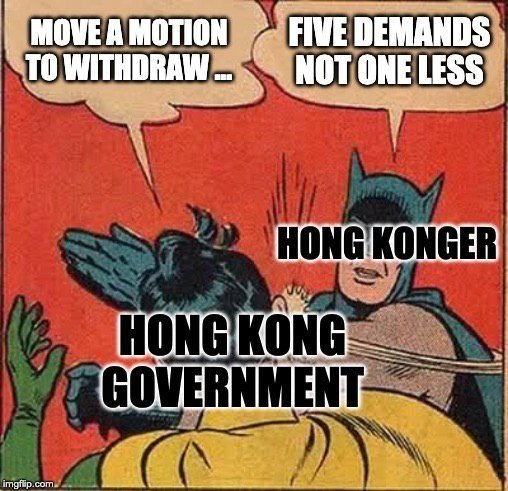 MOVE A MOTION
TO WITHDRAW ...
FIVE DEMANDS
NOT ONE LESS
HONG KONGER
HONG KONG
GOVERNMENT
imgflip.com